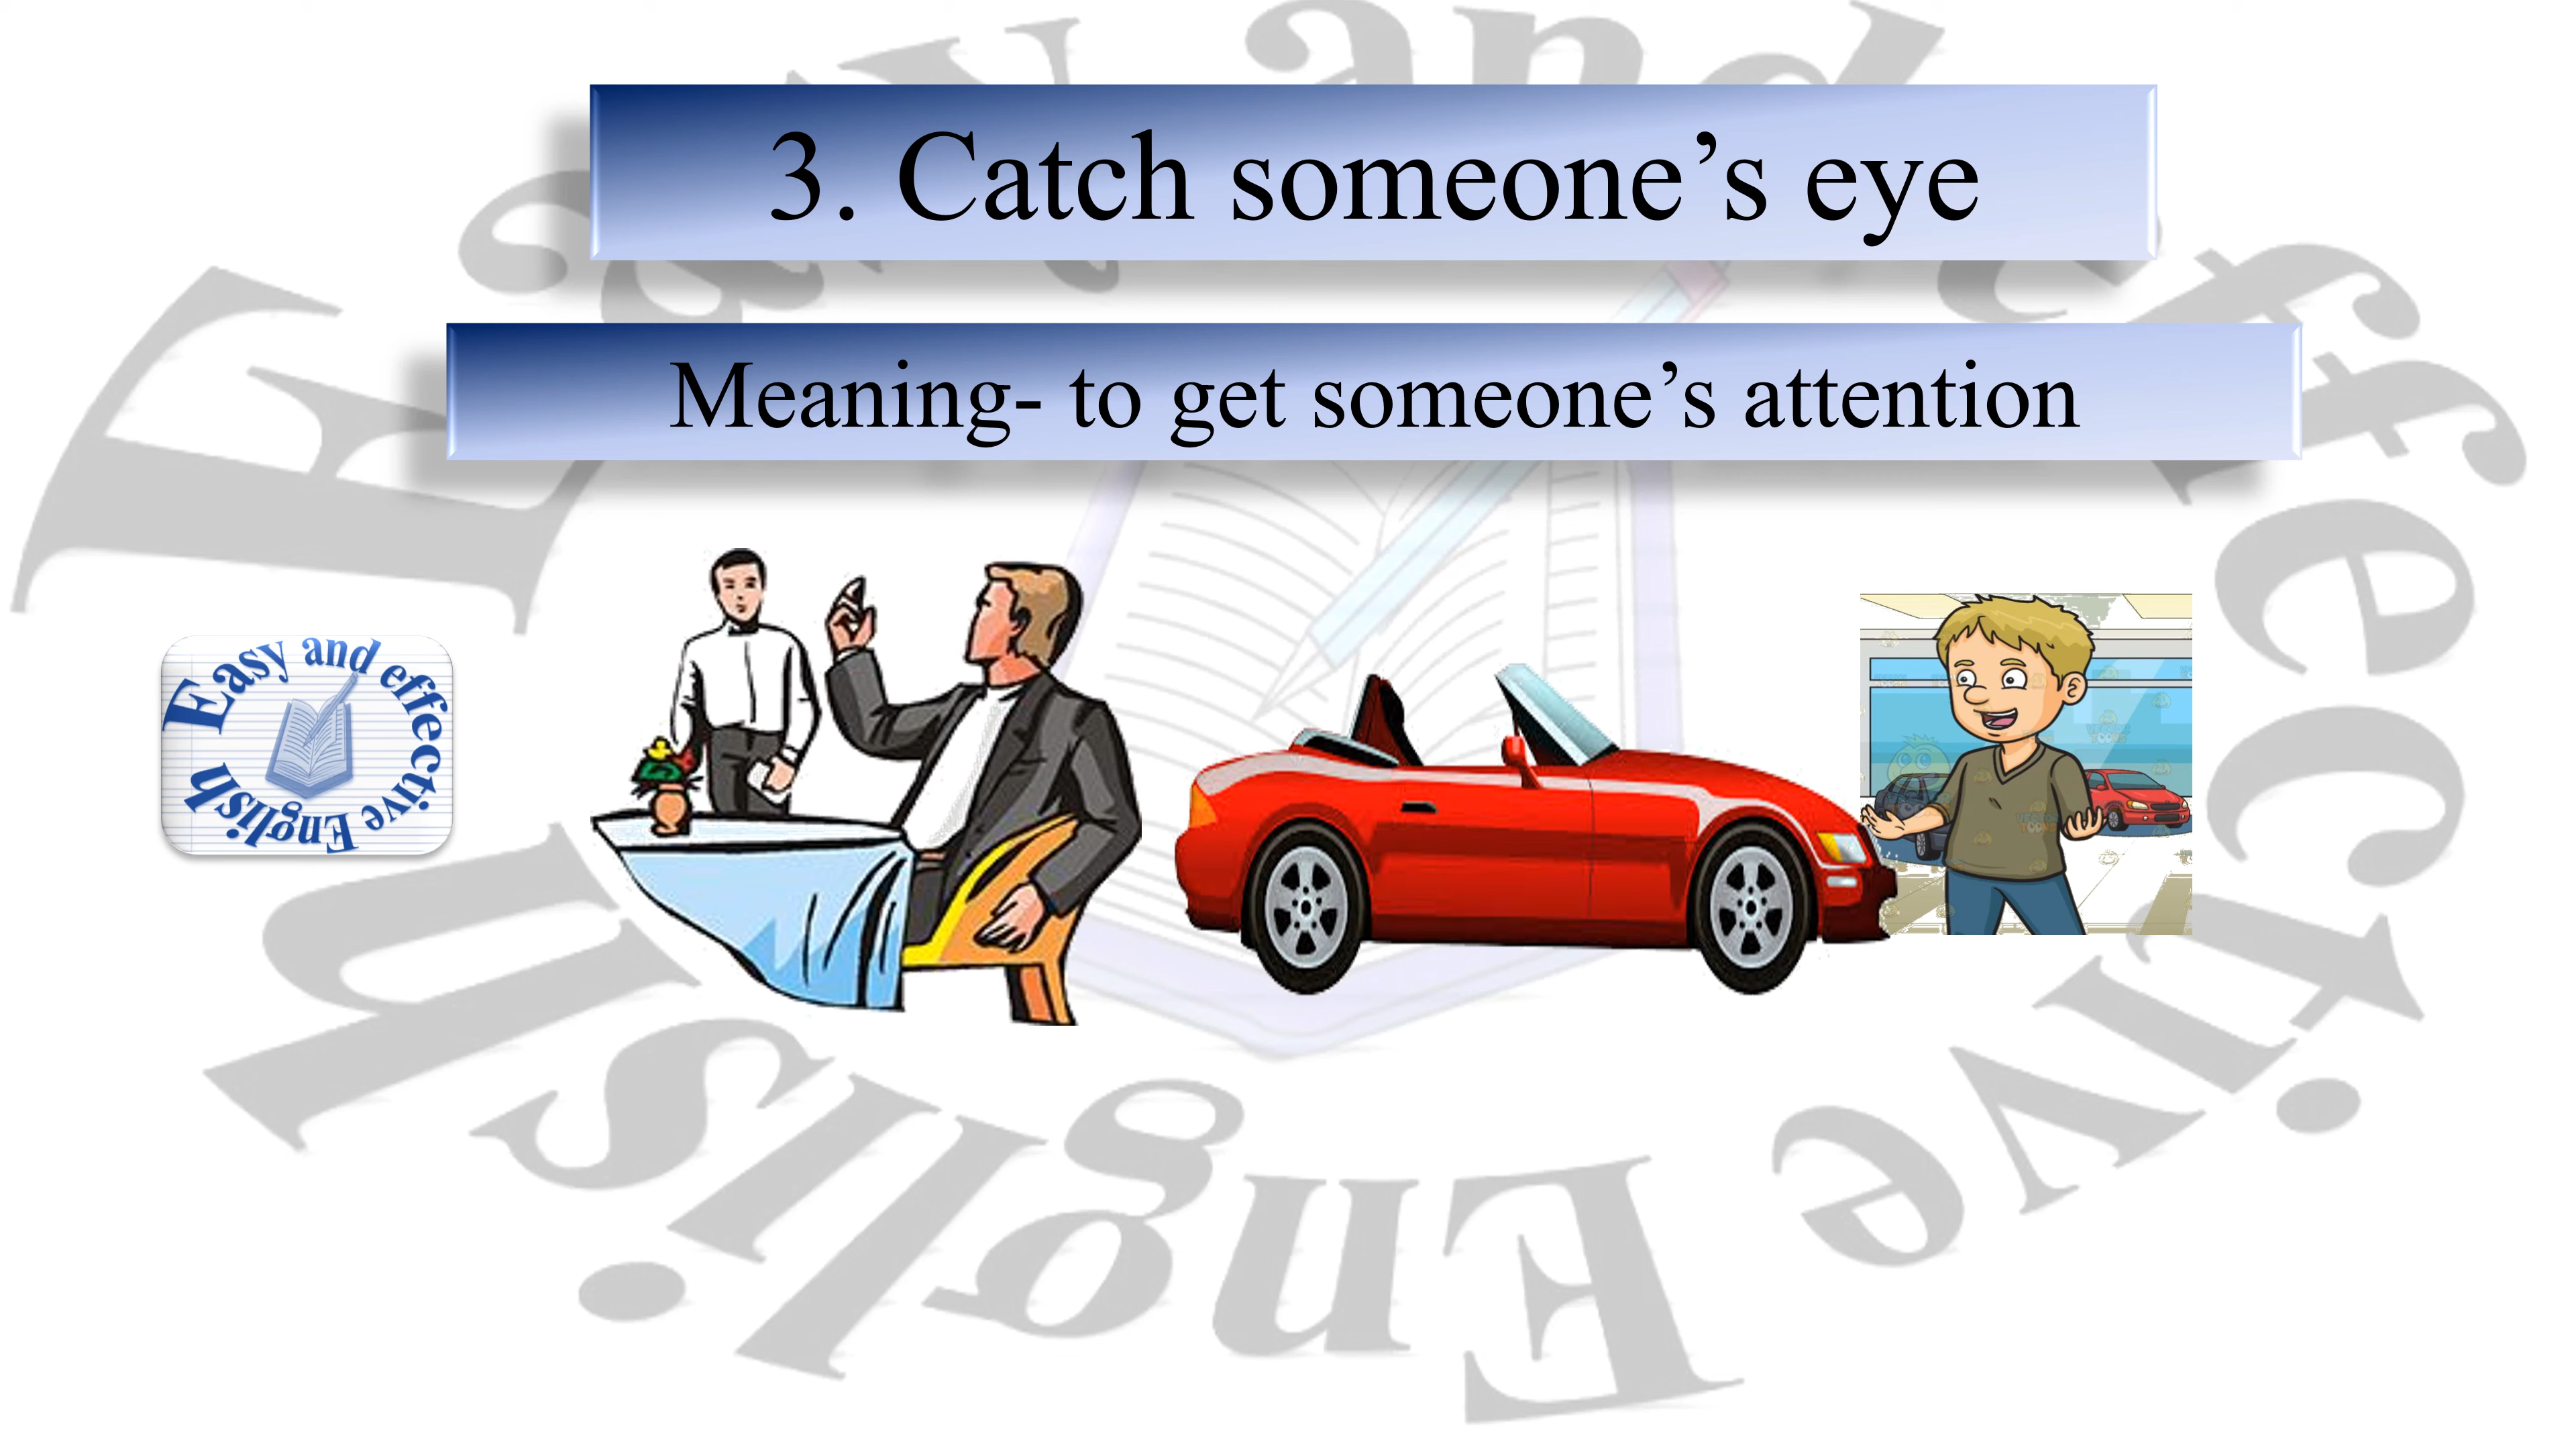 3. Catch someone’s eye
Meaning- to get someone’s attention
Easy and effective English
Easy and effective English